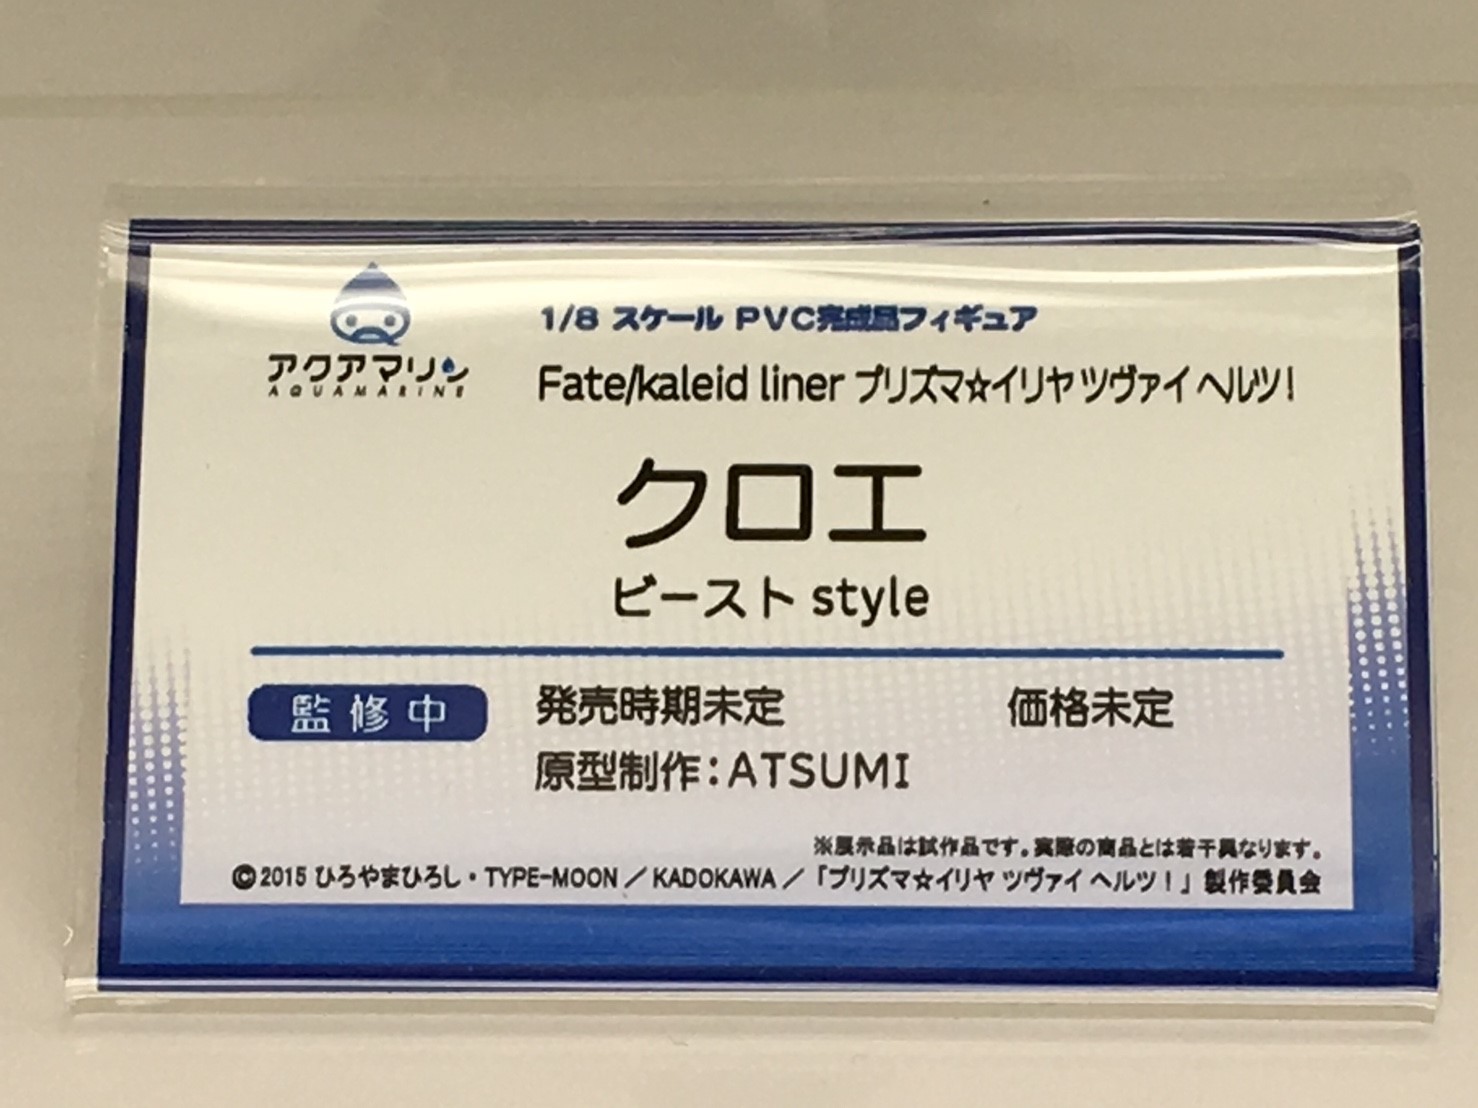 アクアマリン
AQUAMARINE
1/8 スケール PVC完成品フィギュア
Fate/kaleid liner プリズマ☆イリヤ ツヴァイ ヘルツ!
クロエ
ビースト style
監修中
発売時期未定 価格未定
原型制作：ATSUMI
※展示品は試作品です。実際の商品とは若干異なります。
©2015 ひろやまひろし・TYPE-MOON／KADOKAWA／「プリズマ☆イリヤ ツヴァイ ヘルツ！」製作委員会